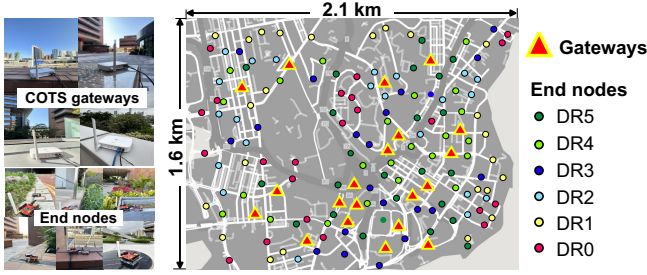 2.1 km
1.6 km
COTS gateways
End nodes
Gateways
End nodes
DR5
DR4
DR3
DR2
DR1
DR0